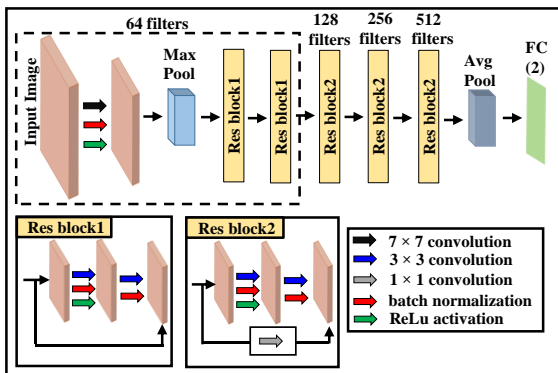 64 filters
128
filters
256
filters
512
filters
FC
(2)
Input Image
Max
Pool
Res block1
Res block1
Res block2
Res block2
Res block2
Avg
Pool
Res block1
Res block2
7 × 7 convolution
3 × 3 convolution
1 × 1 convolution
batch normalization
ReLu activation